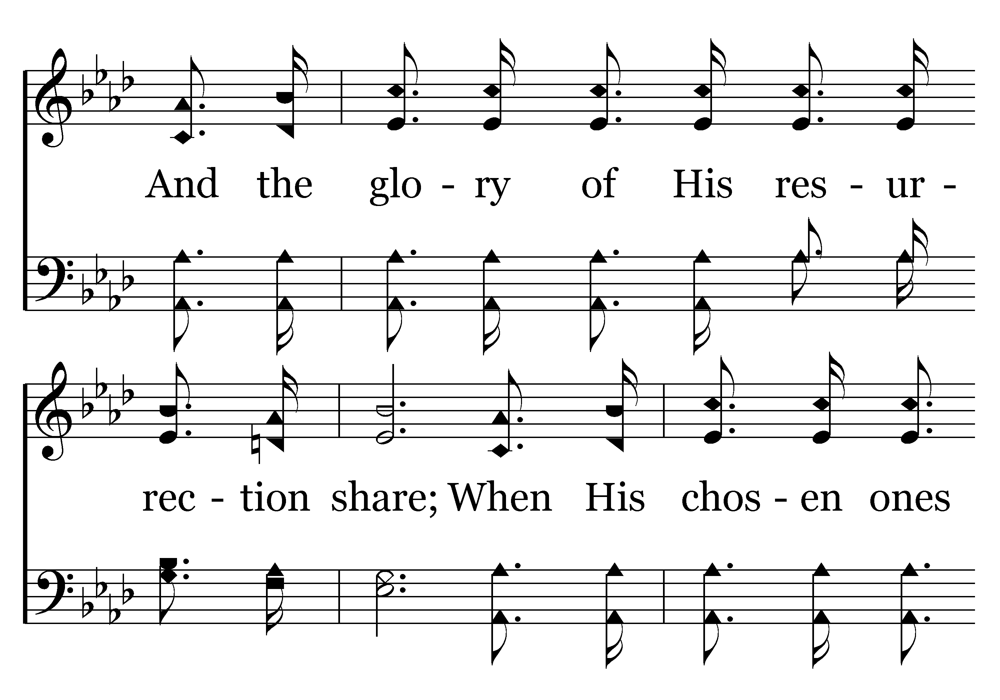 And the glo - ry of His res - ur -
rec - tion share; When His chos - en ones